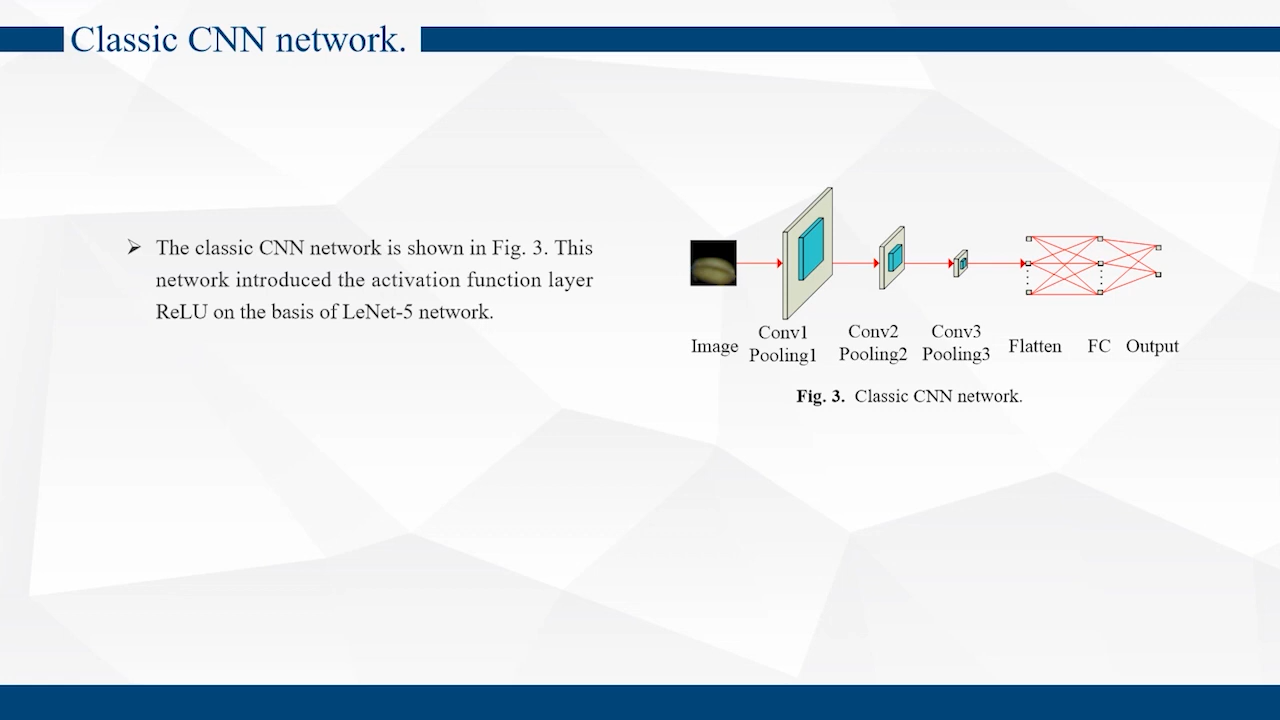 Classic CNN network.
➢ The classic CNN network is shown in Fig. 3. This
network introduced the activation function layer
ReLU on the basis of LeNet-5 network.
Image
Conv1
Pooling1
Conv2
Pooling2
Conv3
Pooling3
Flatten
FC
Output
Fig. 3. Classic CNN network.